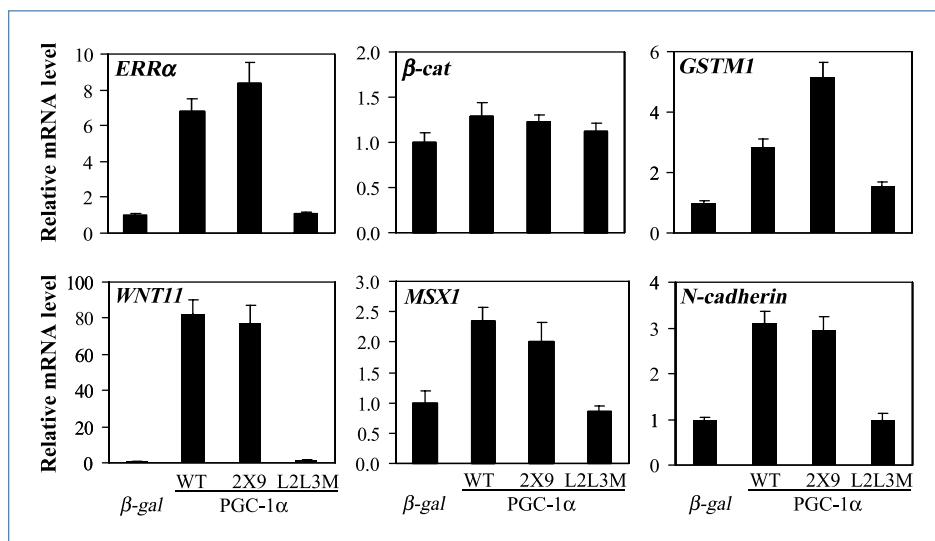 Relative mRNA level
ERRα
10
8
6
4
2
0
β-cat
2.0
1.5
1.0
0.5
0.0
GSTM1
6
4
2
0
Relative mRNA level
WNT11
100
80
60
40
20
0
MSX1
3.0
2.5
2.0
1.5
1.0
0.5
0.0
N-cadherin
4
3
2
1
0
β-gal WT 2X9 L2L3M
PGC-1α
β-gal WT 2X9 L2L3M
PGC-1α
β-gal WT 2X9 L2L3M
PGC-1α